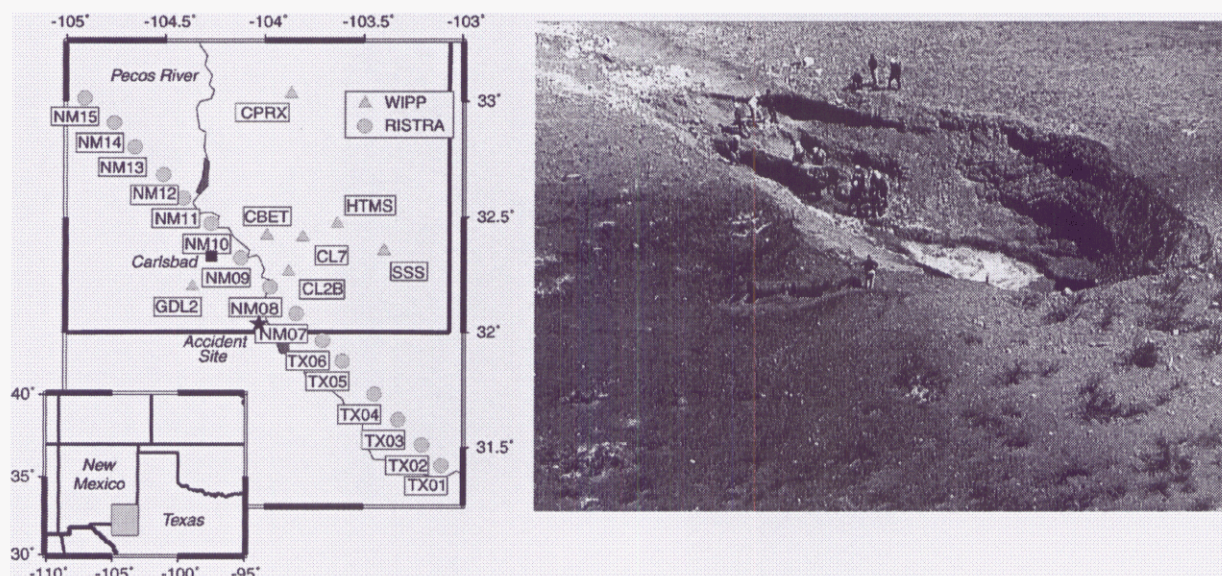 -105˚ -104.5˚ -104˚ -103.5˚ -103˚
Pecos River
33˚
CPRX
WIPP
RISTRA
NM15
NM14
NM13
NM12
32.5˚
HTMS
CBET
NM11
NM10
CL7
Carlsbad
NM09
SSS
CL2B
GDL2
NM08
32˚
NM07
Accident
Site
TX06
TX05
40˚
TX04
31.5˚
TX03
TX02
35˚
New
Mexico
TX01
Texas
30˚
-110˚ -105˚ -100˚ -95˚